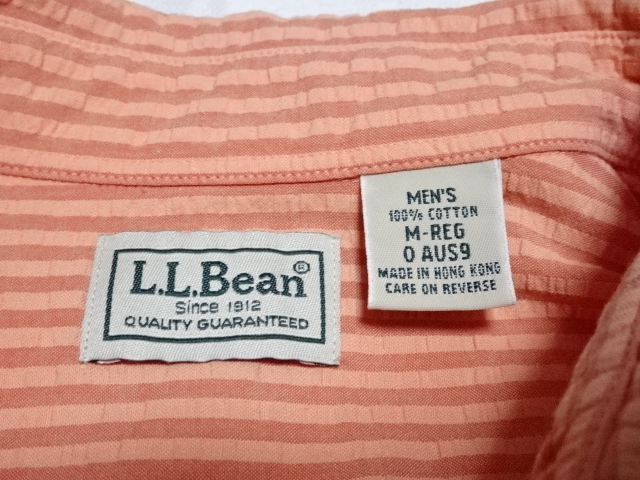 L.L.Bean®
Since 1912
QUALITY GUARANTEED
MEN'S
100% COTTON
M-REG
0 AUS9
MADE IN HONG KONG
CARE ON REVERSE